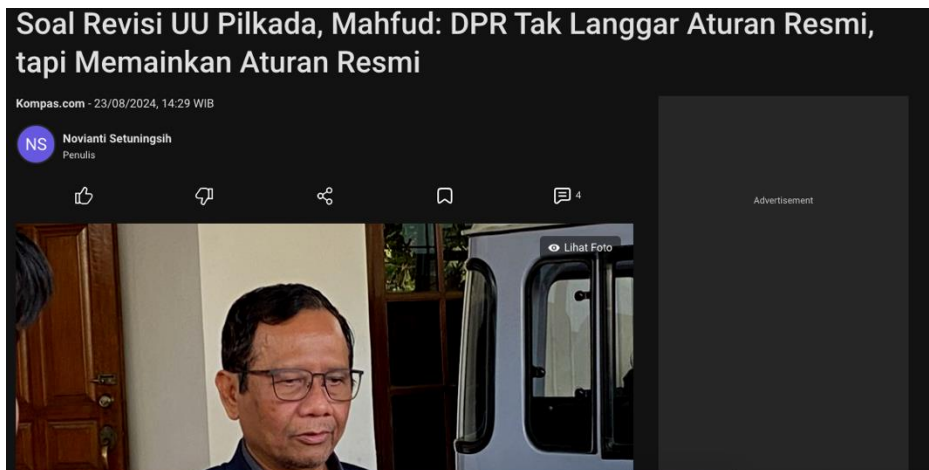 Soal Revisi UU Pilkada, Mahfud: DPR Tak Langgar Aturan Resmi,
tapi Memainkan Aturan Resmi
Kompas.com - 23/08/2024, 14:29 WIB
NS
Novianti Setuningsih
Penulis
4
Lihat Foto
Advertisement